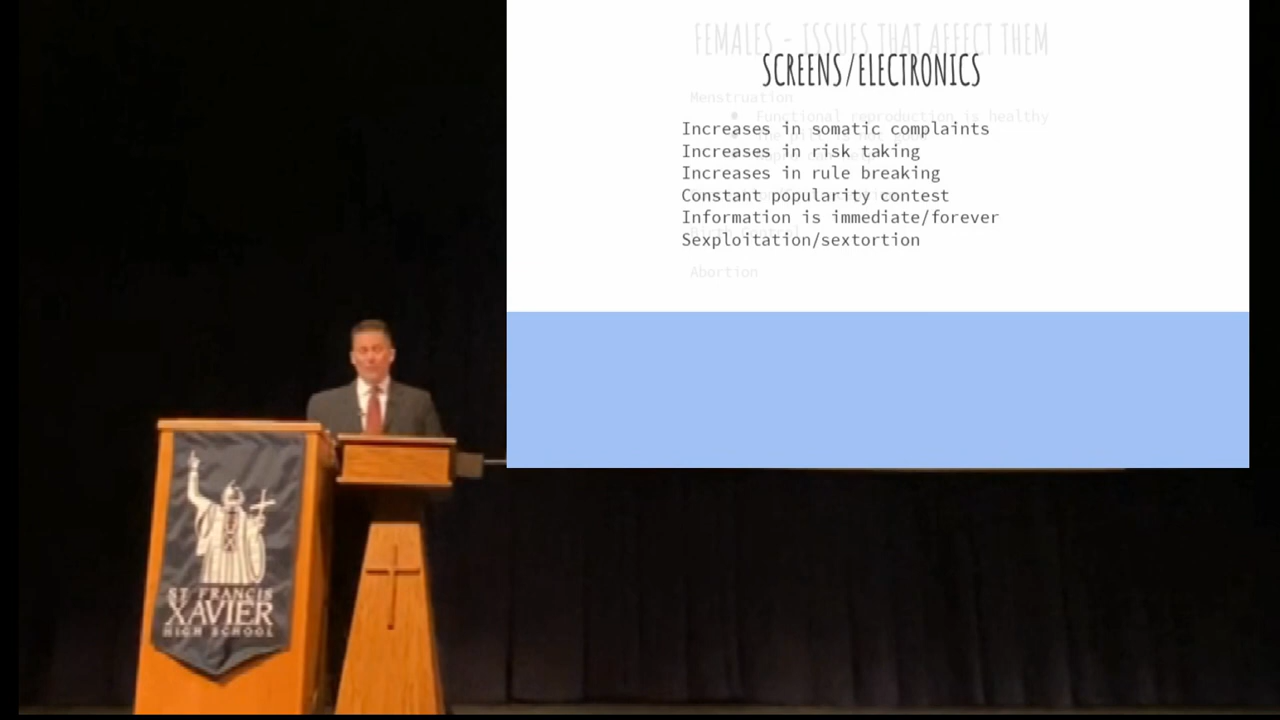 FEMALES - ISSUES THAT AFFECT THEM
SCREENS/ELECTRONICS
Menstruation
Functional reproduction is healthy
Increases in somatic complaints
Increases in risk taking
Increases in rule breaking
Constant popularity contest
Information is immediate/forever
Sexploitation/sextortion
Abortion
ST FRANCIS
XAVIER
HIGH SCHOOL